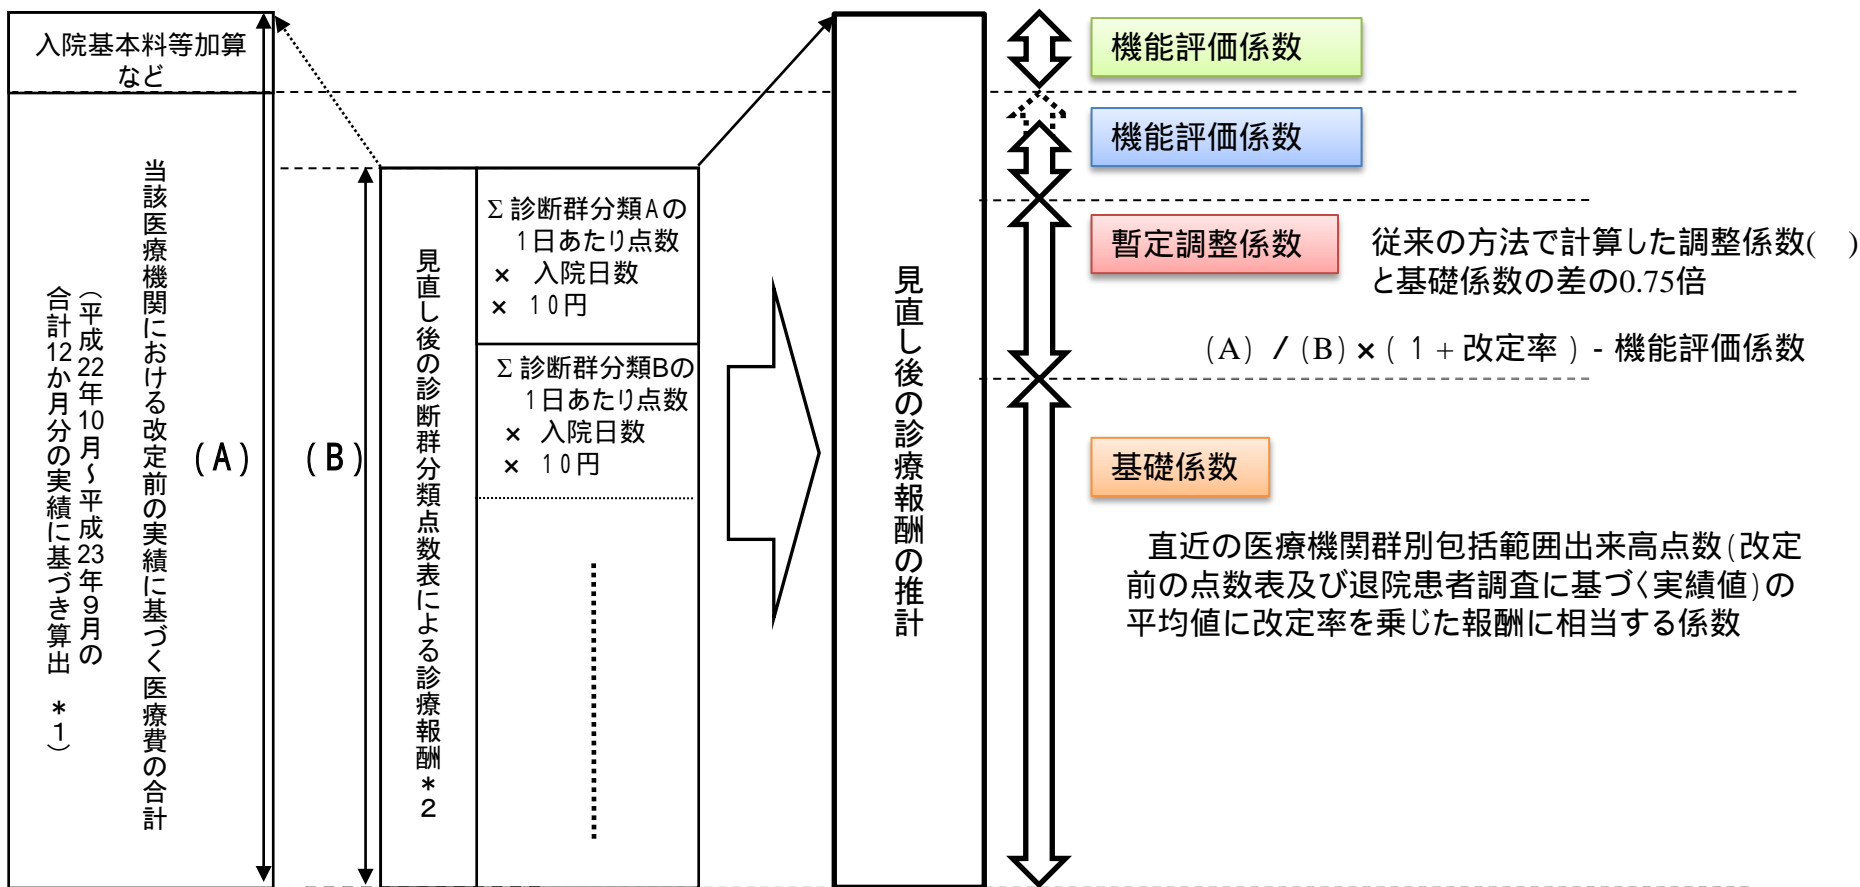 入院基本料等加算
など
当該医療機関における改定前の実績に基づく医療費の合計
（平成22年10月～平成23年９月の
合計12か月分の実績に基づき算出　＊１）
(A)
(B)
見直し後の診断群分類点数表による診療報酬＊２
Σ 診断群分類Aの
1日あたり点数
× 入院日数
× 10円
Σ 診断群分類Bの
1日あたり点数
× 入院日数
× 10円
見直し後の診療報酬の推計
機能評価係数
機能評価係数
暫定調整係数
従来の方法で計算した調整係数(　)
と基礎係数の差の0.75倍
(A) / (B) × ( 1 + 改定率 ) - 機能評価係数
基礎係数
直近の医療機関群別包括範囲出来高点数(改定
前の点数表及び退院患者調査に基づく実績値)の
平均値に改定率を乗じた報酬に相当する係数